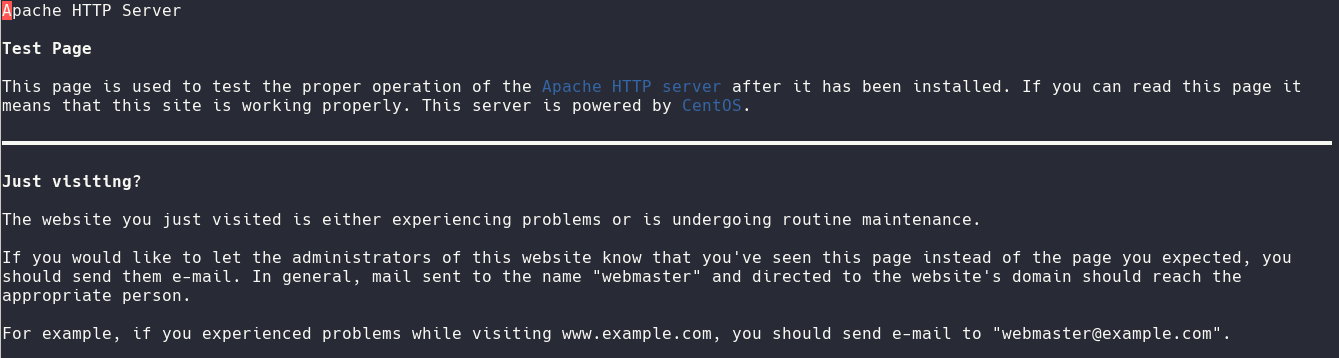 Apache HTTP Server
Test Page
This page is used to test the proper operation of the Apache HTTP server after it has been installed. If you can read this page it
means that this site is working properly. This server is powered by CentOS.
Just visiting?
The website you just visited is either experiencing problems or is undergoing routine maintenance.
If you would like to let the administrators of this website know that you've seen this page instead of the page you expected, you
should send them e-mail. In general, mail sent to the name "webmaster" and directed to the website's domain should reach the
appropriate person.
For example, if you experienced problems while visiting www.example.com, you should send e-mail to "webmaster@example.com".